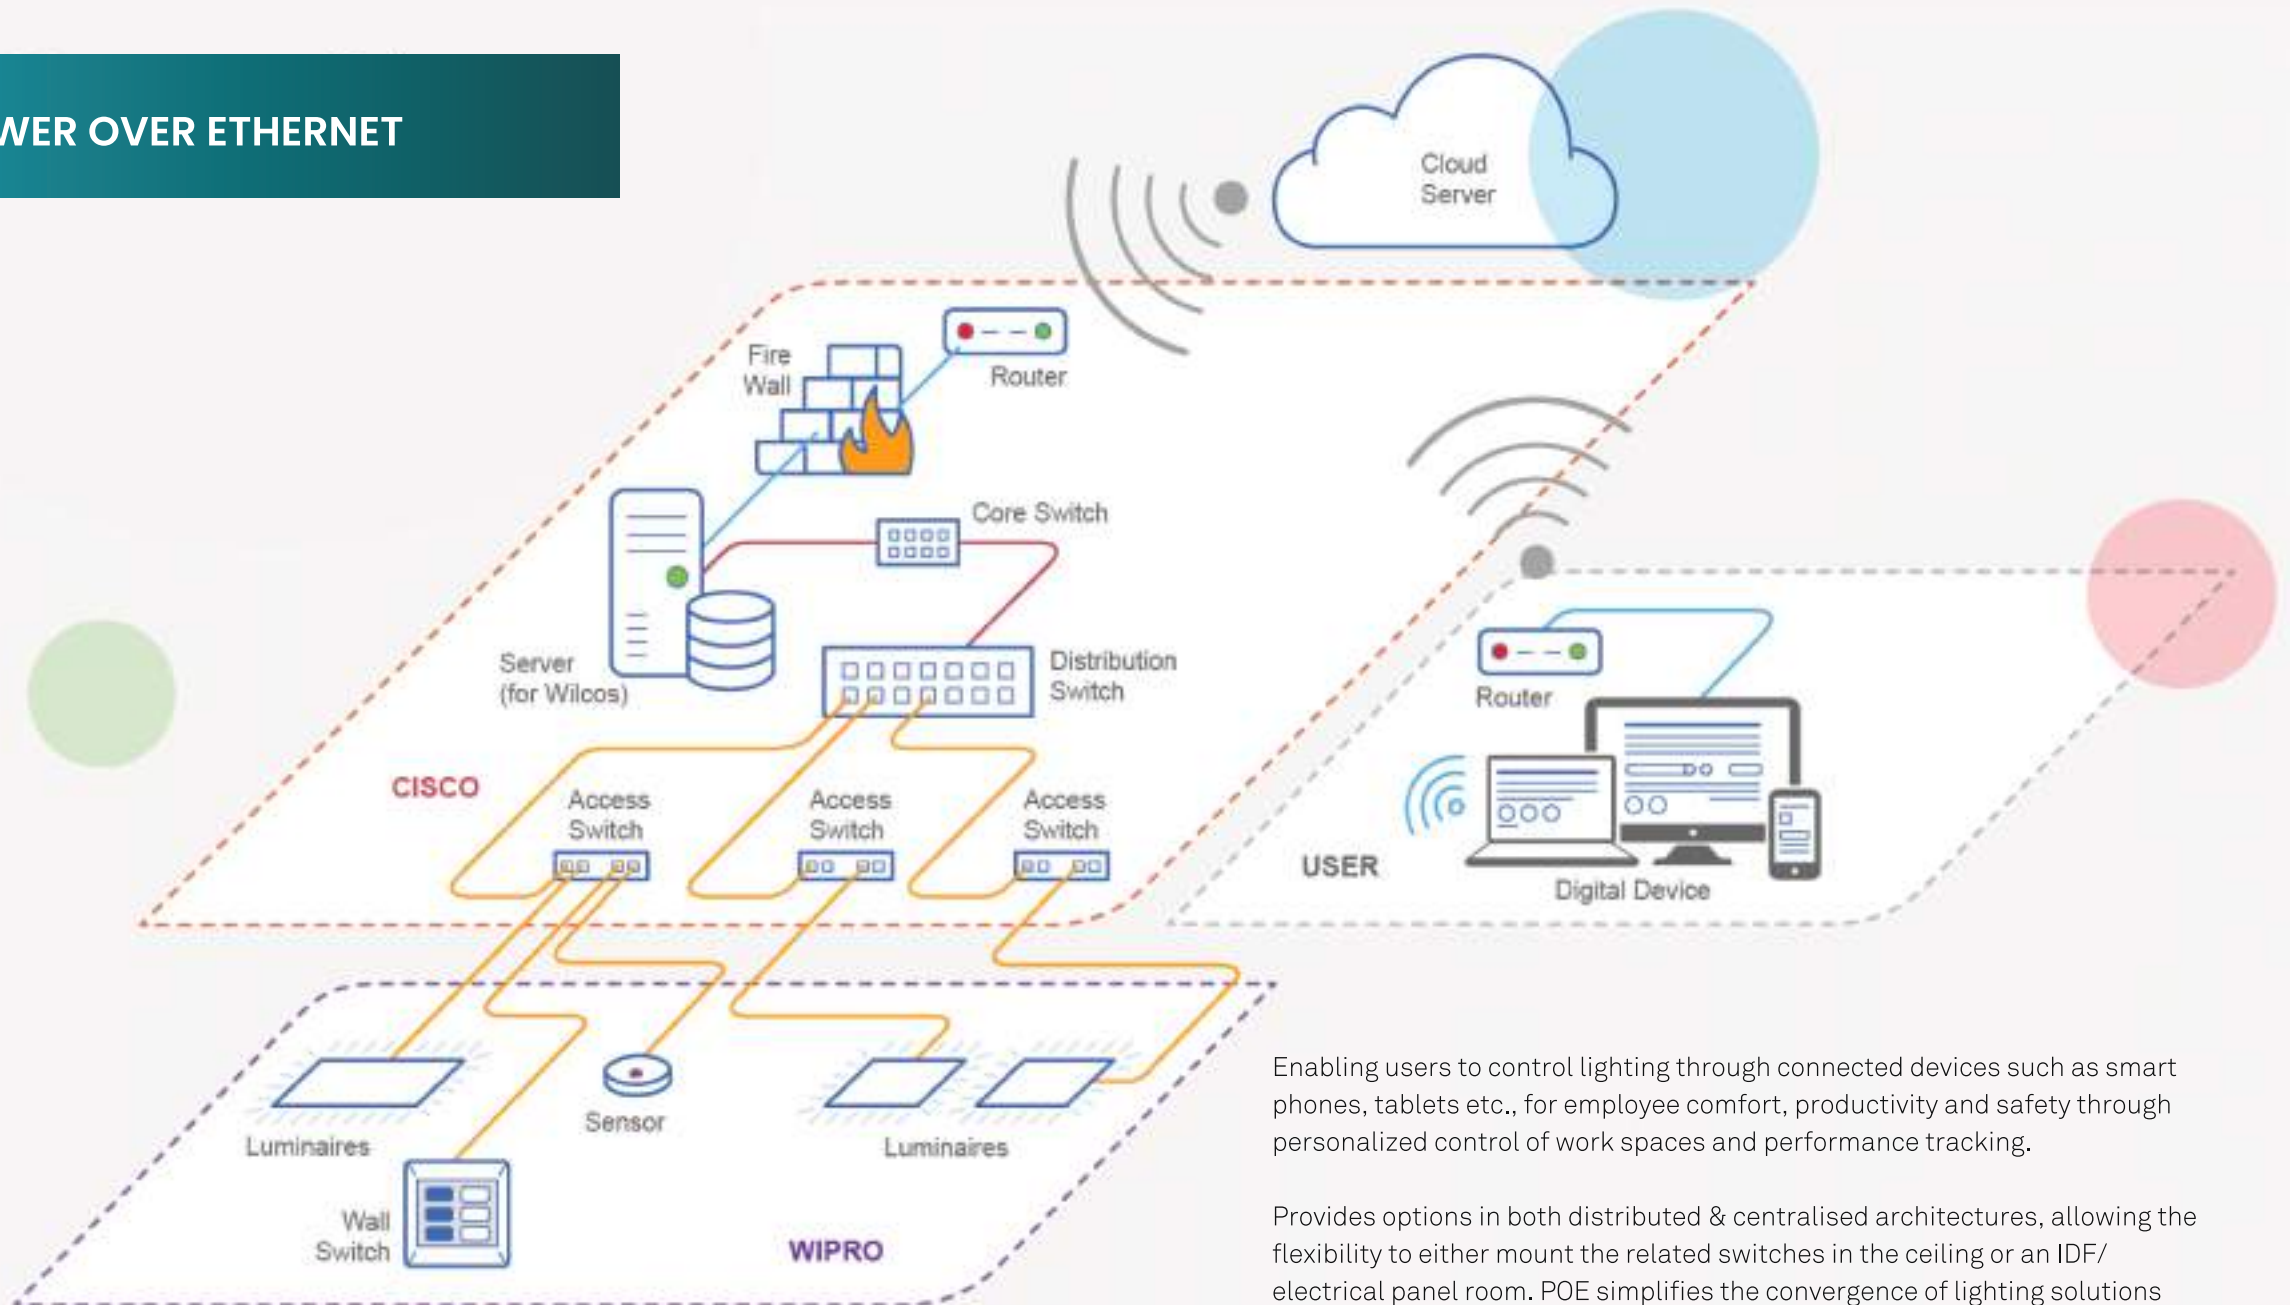 WER OVER ETHERNET
Cloud
Server
Fire
Wall
Router
Core Switch
Server
(for Wilcos)
Distribution
Switch
Router
CISCO
Access
Switch
Access
Switch
Access
Switch
USER
Digital Device
Luminaires
Sensor
Luminaires
Wall
Switch
WIPRO
Enabling users to control lighting through connected devices such as smart
phones, tablets etc., for employee comfort, productivity and safety through
personalized control of work spaces and performance tracking.
Provides options in both distributed & centralised architectures, allowing the
flexibility to either mount the related switches in the ceiling or an IDF/
electrical panel room. POE simplifies the convergence of lighting solutions